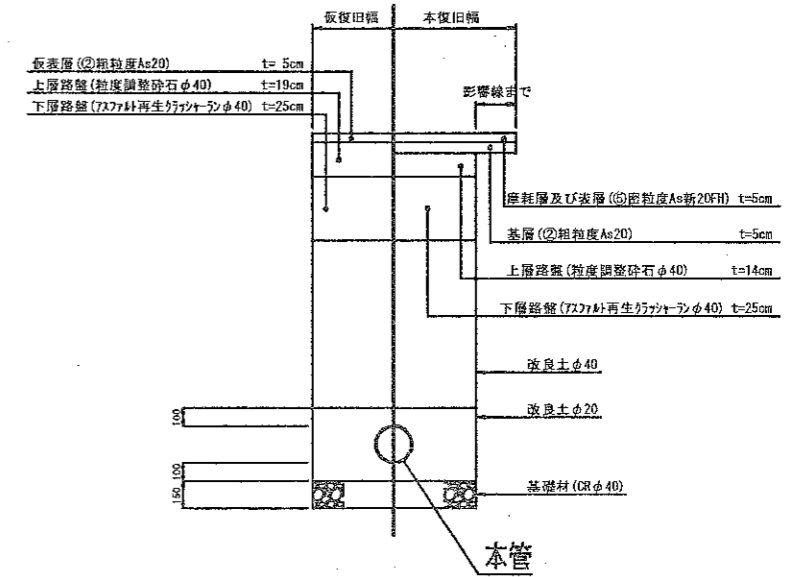 仮復旧幅
本復旧幅
仮表層(②粗粒度As20) t= 5cm
上層路盤(粒度調整砕石φ40) t=19cm
下層路盤(アスファルト再生クラッシャーランφ40) t=25cm
影響線まで
摩耗層及び表層(⑤密粒度As新20FH) t=5cm
基層(②粗粒度As20) t=5cm
上層路盤(粒度調整砕石φ40) t=14cm
下層路盤(アスファルト再生クラッシャーランφ40) t=25cm
改良土φ40
改良土φ20
100
100
150
基礎材(CRφ40)
本管